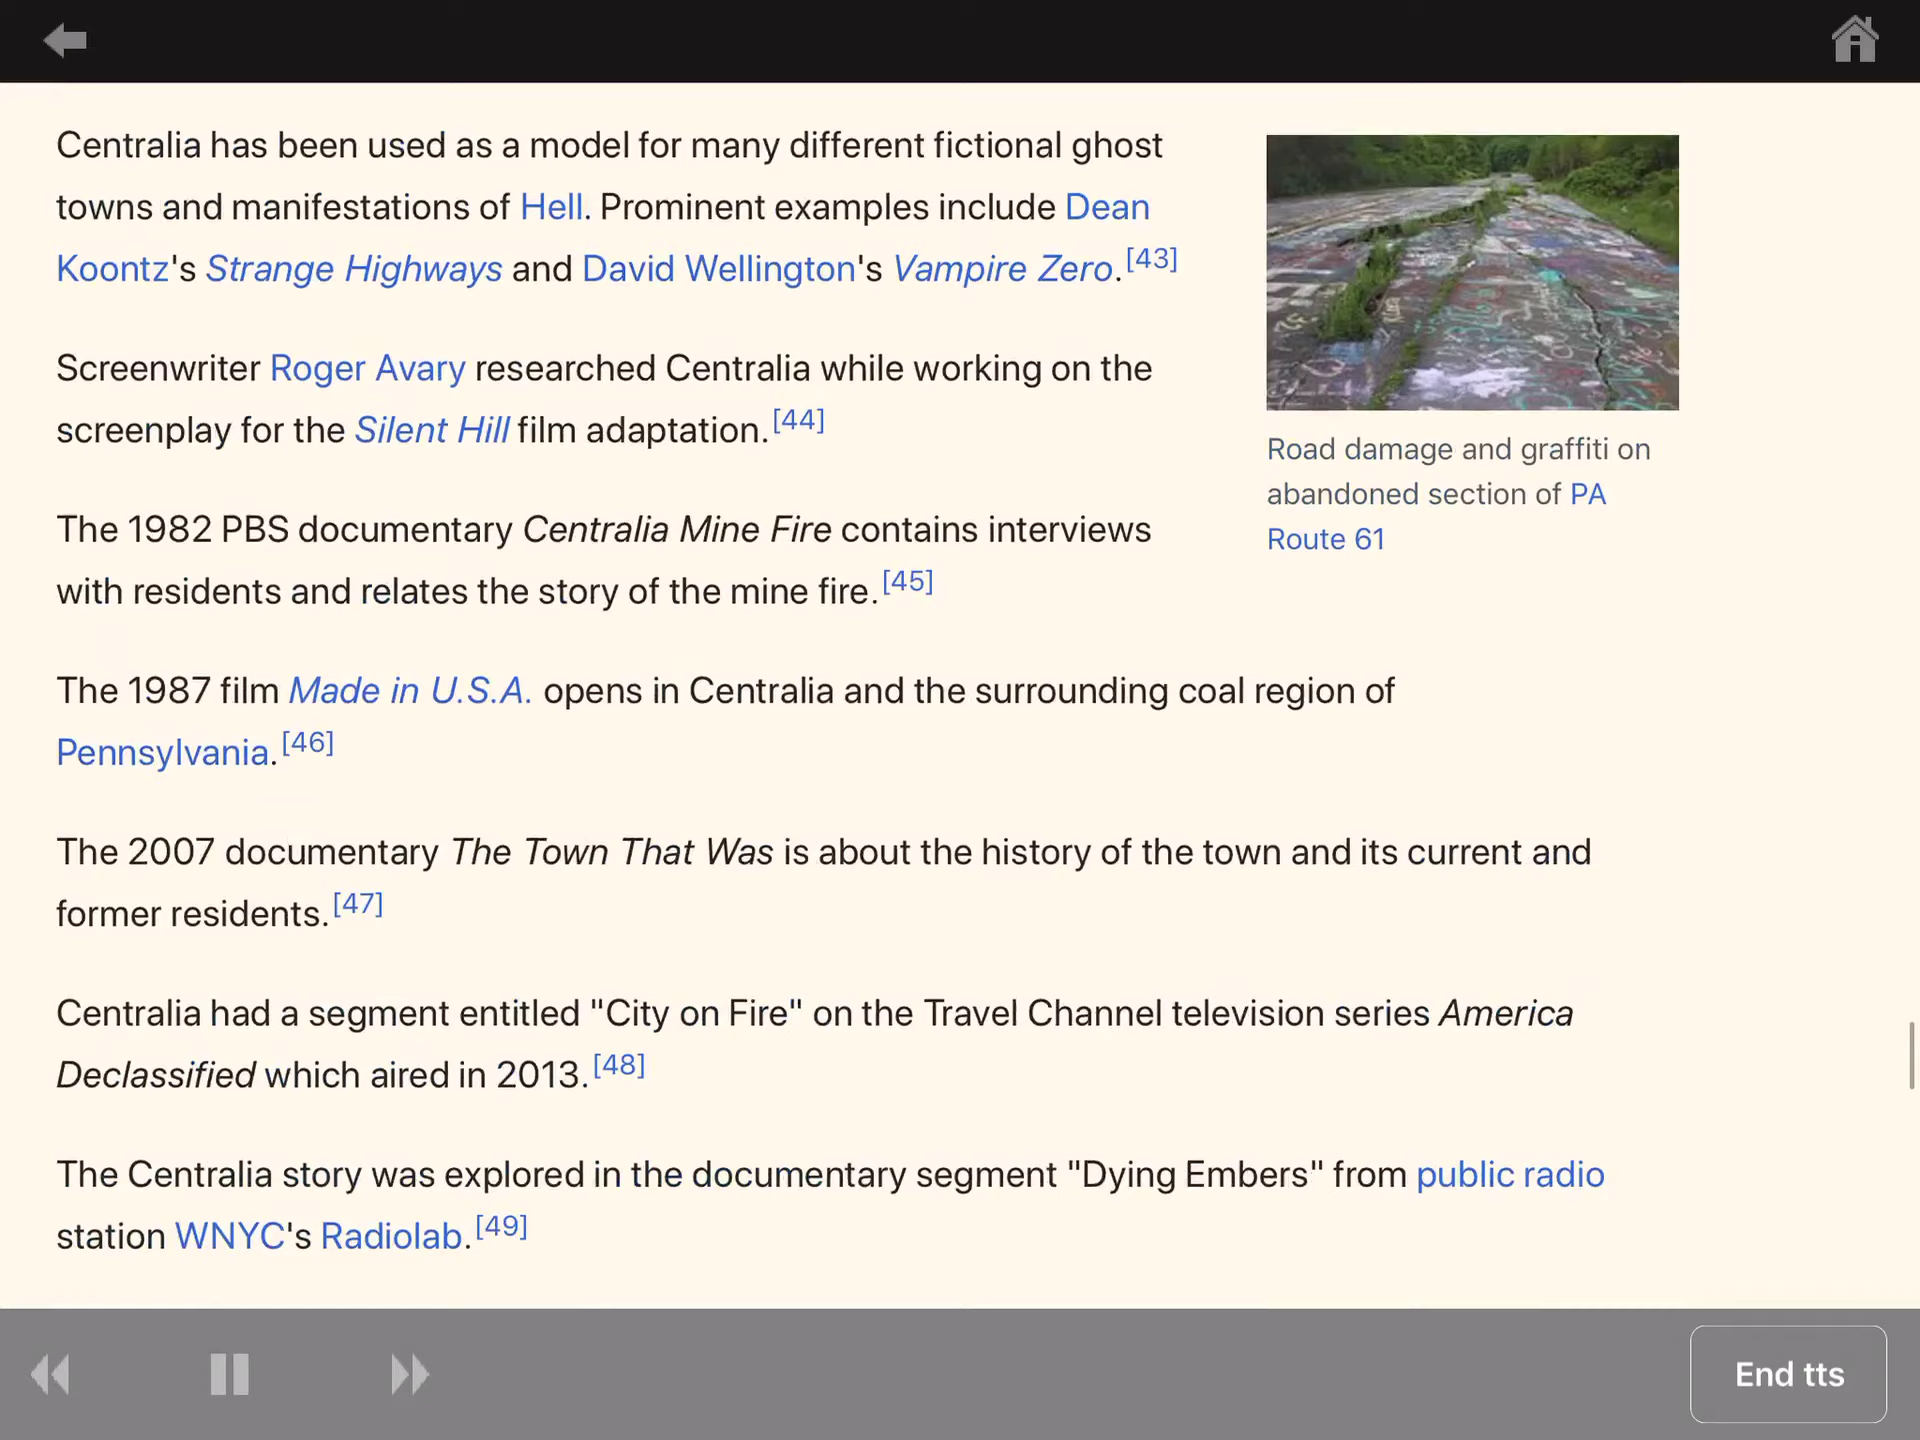 Centralia has been used as a model for many different fictional ghost
towns and manifestations of Hell. Prominent examples include Dean
Koontz's Strange Highways and David Wellington's Vampire Zero.[43]
Screenwriter Roger Avary researched Centralia while working on the
screenplay for the Silent Hill film adaptation.[44]
The 1982 PBS documentary Centralia Mine Fire contains interviews
with residents and relates the story of the mine fire.[45]
Road damage and graffiti on
abandoned section of PA
Route 61
The 1987 film Made in U.S.A. opens in Centralia and the surrounding coal region of
Pennsylvania.[46]
The 2007 documentary The Town That Was is about the history of the town and its current and
former residents.[47]
Centralia had a segment entitled "City on Fire" on the Travel Channel television series America
Declassified which aired in 2013.[48]
The Centralia story was explored in the documentary segment "Dying Embers" from public radio
station WNYC's Radiolab.[49]
End tts